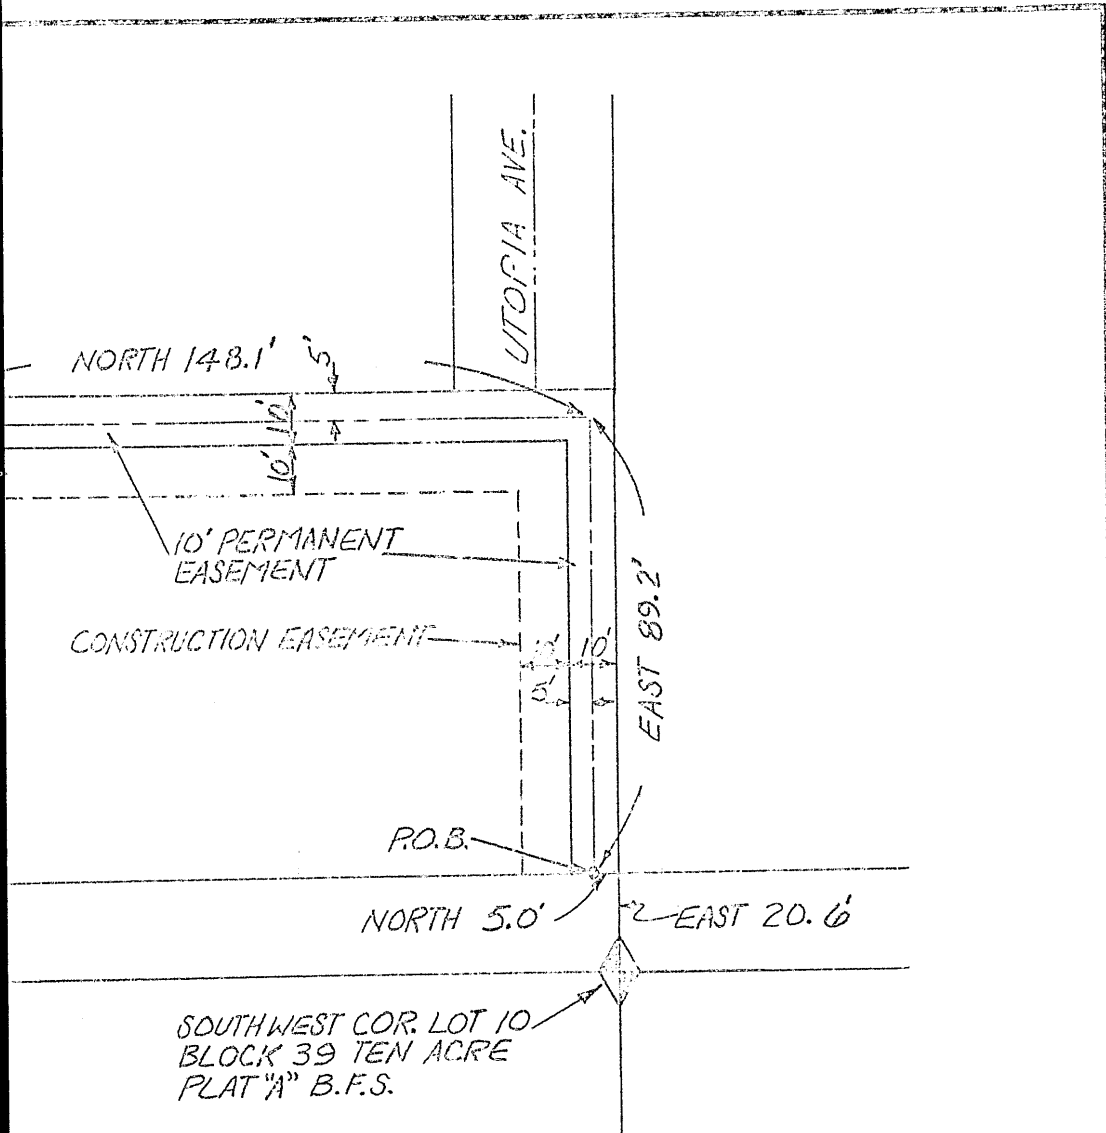 UTOPIA AVE.
NORTH 148.1'
5'
10'
10'
10' PERMANENT
EASEMENT
CONSTRUCTION EASEMENT
10'
EAST 89.2'
P.O.B.
NORTH 5.0'
EAST 20.6'
SOUTHWEST COR. LOT 10
BLOCK 39 TEN ACRE
PLAT "A" B.F.S.